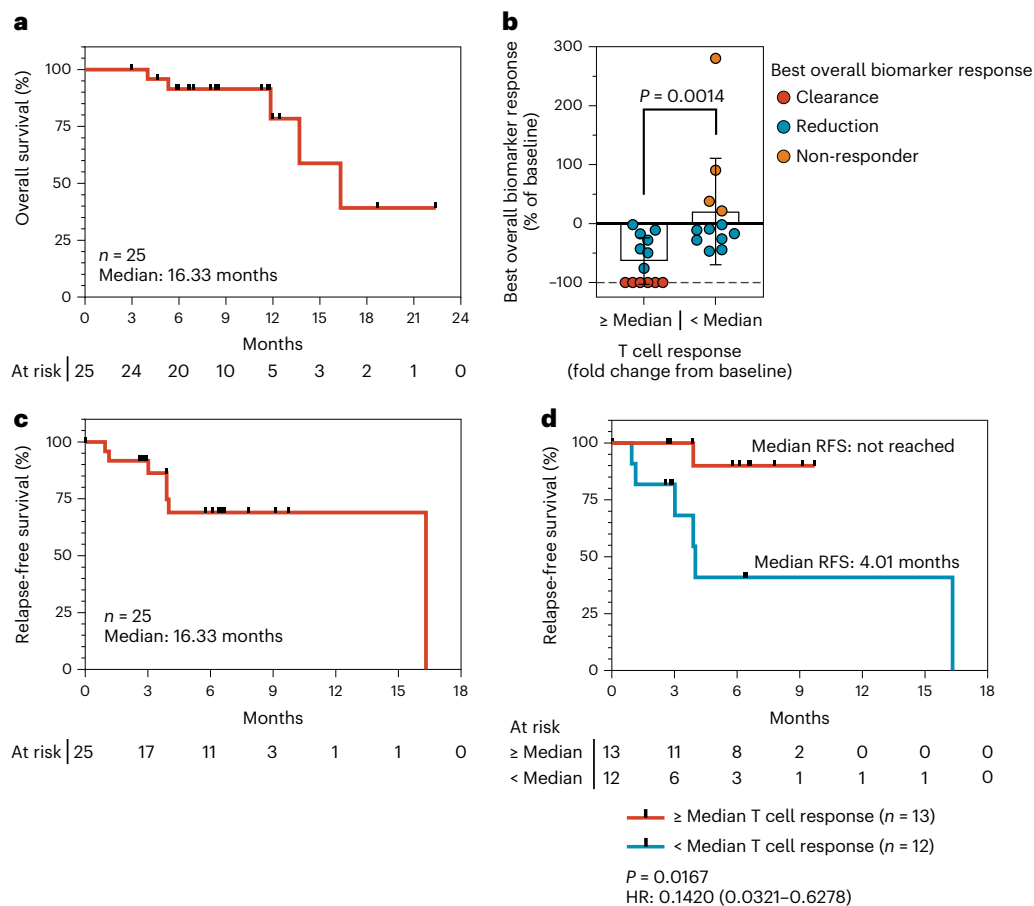 a
Overall survival (%)
100
75
50
25
0
n = 25
Median: 16.33 months
0 3 6 9 12 15 18 21 24
Months
At risk 25 24 20 10 5 3 2 1 0
b
Best overall biomarker response
(% of baseline)
300
200
100
0
–100
P = 0.0014
≥ Median < Median
T cell response
(fold change from baseline)
Best overall biomarker response
Clearance
Reduction
Non-responder
c
Relapse-free survival (%)
100
75
50
25
0
n = 25
Median: 16.33 months
0 3 6 9 12 15 18
Months
At risk 25 17 11 3 1 1 0
d
Relapse-free survival (%)
100
75
50
25
0
Median RFS: not reached
Median RFS: 4.01 months
0 3 6 9 12 15 18
Months
At risk
≥ Median 13 11 8 2 0 0 0
< Median 12 6 3 1 1 1 0
≥ Median T cell response (n = 13)
< Median T cell response (n = 12)
P = 0.0167
HR: 0.1420 (0.0321–0.6278)